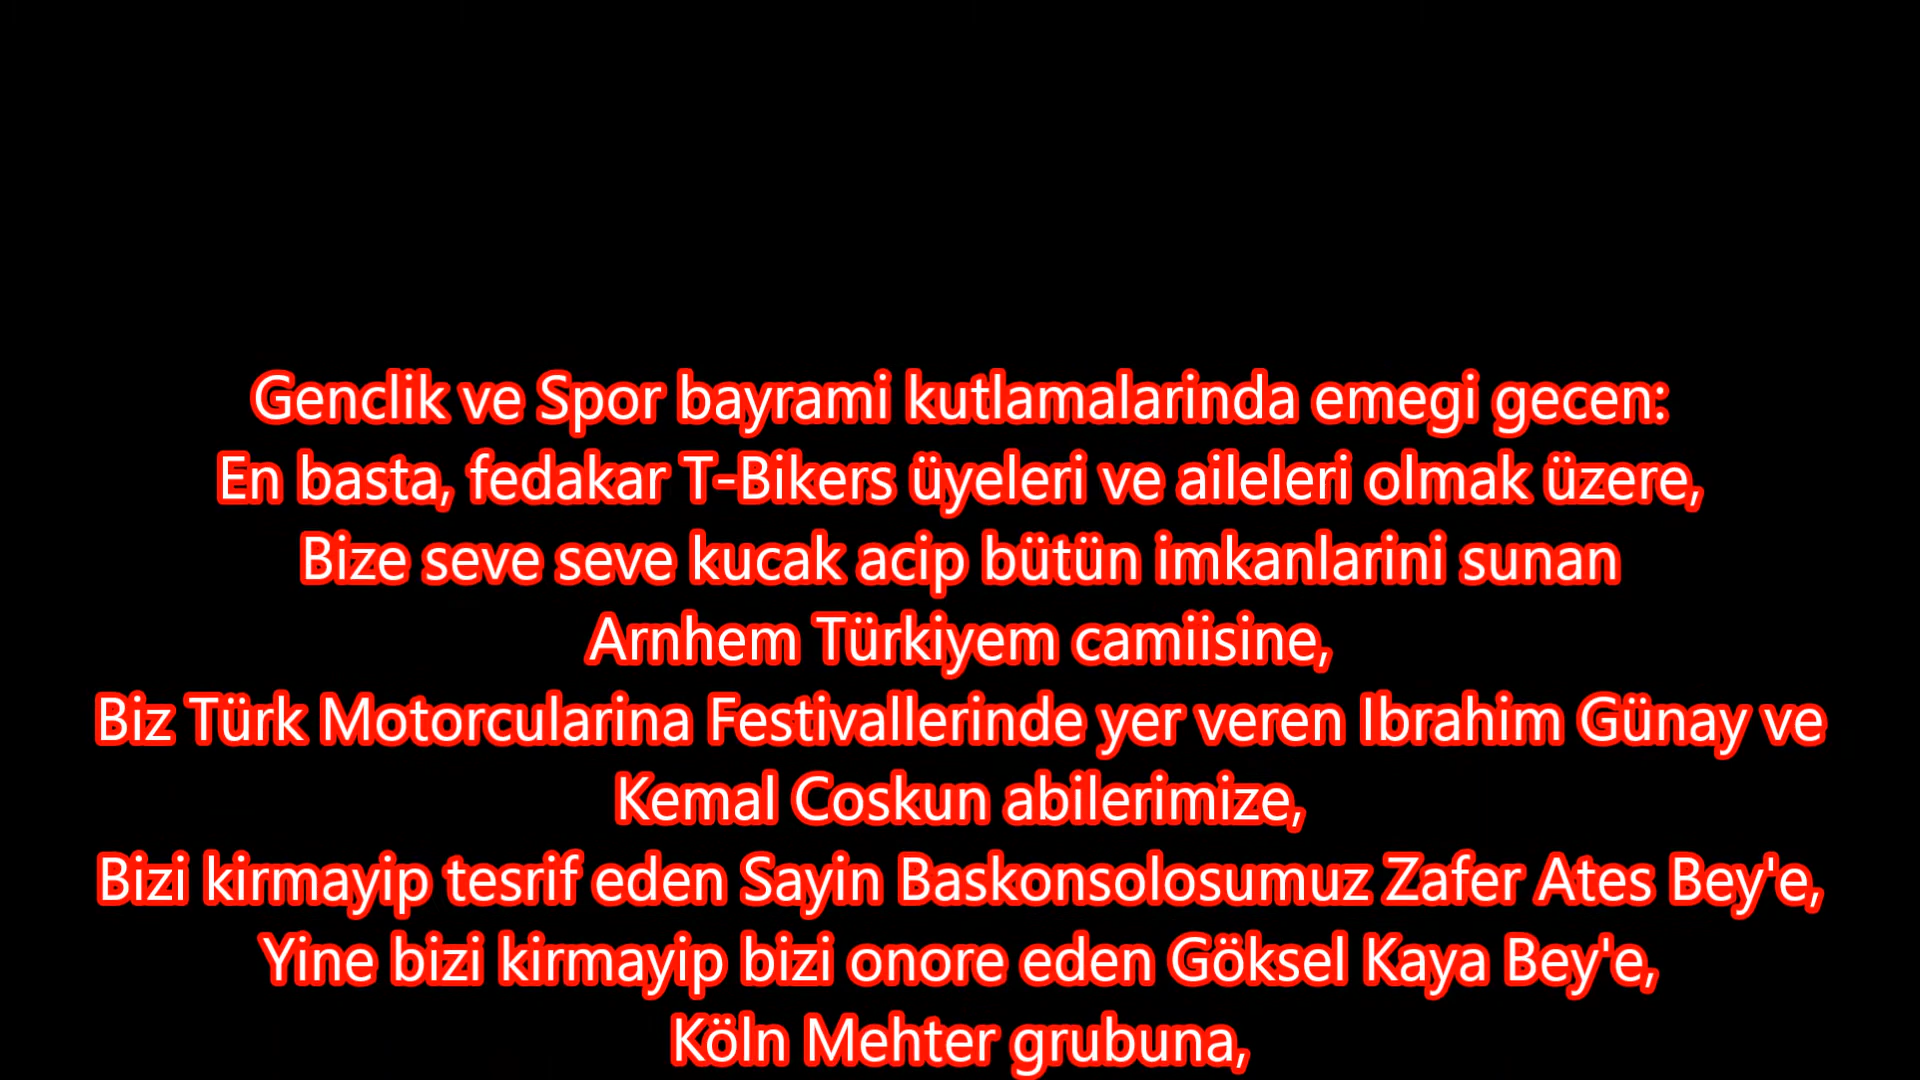 Genclik ve Spor bayrami kutlamalarinda emegi gecen:
En basta, fedakar T-Bikers üyeleri ve aileleri olmak üzere,
Bize seve seve kucak acip bütün imkanlarini sunan
Arnhem Türkiyem camiisine,
Biz Türk Motorcularina Festivallerinde yer veren Ibrahim Günay ve
Kemal Coskun abilerimize,
Bizi kirmayip tesrif eden Sayin Baskonsolosumuz Zafer Ates Bey'e,
Yine bizi kirmayip bizi onore eden Göksel Kaya Bey'e,
Köln Mehter grubuna,